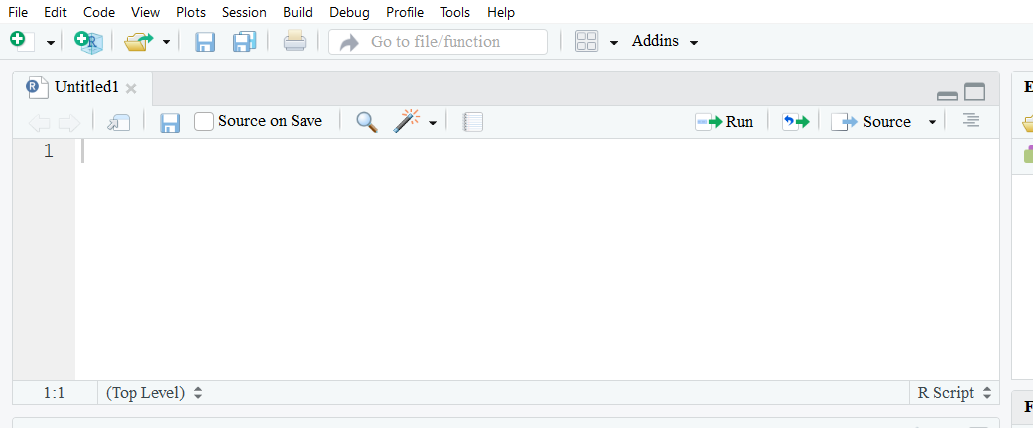 File Edit Code View Plots Session Build Debug Profile Tools Help
R Go to file/function Addins
R Untitled1
Source on Save Run Source
1
1:1 (Top Level) R Script